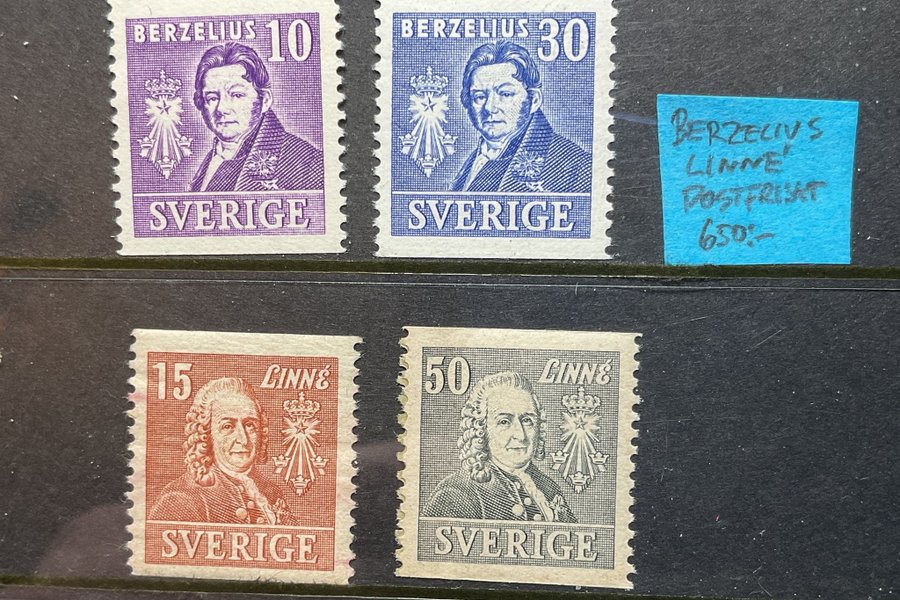 BERZELIUS 10
SVERIGE
BERZELIUS 30
SVERIGE
BERZELIUS
LINNÉ
POSTFRISKT
650:-
15 LINNÉ
SVERIGE
50 LINNÉ
SVERIGE